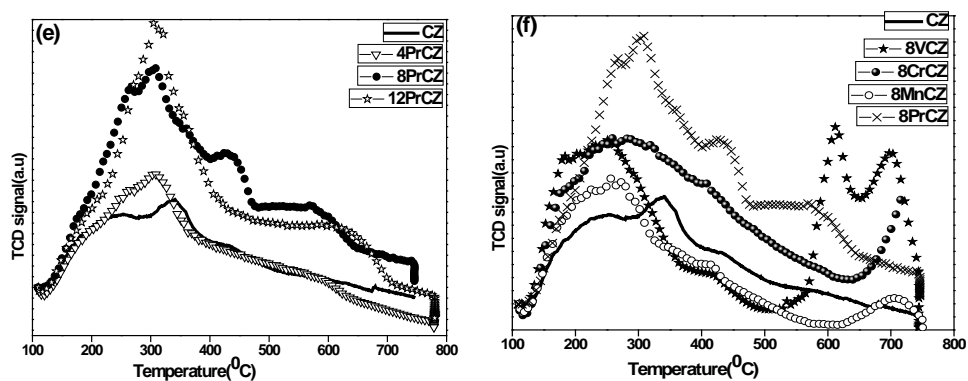 (e)
CZ
4PrCZ
8PrCZ
12PrCZ
TCD signal(a.u)
100 200 300 400 500 600 700 800
Temperature(⁰C)
(f)
CZ
8VCZ
8CrCZ
8MnCZ
8PrCZ
TCD signal(a.u)
100 200 300 400 500 600 700 800
Temperature(⁰C)